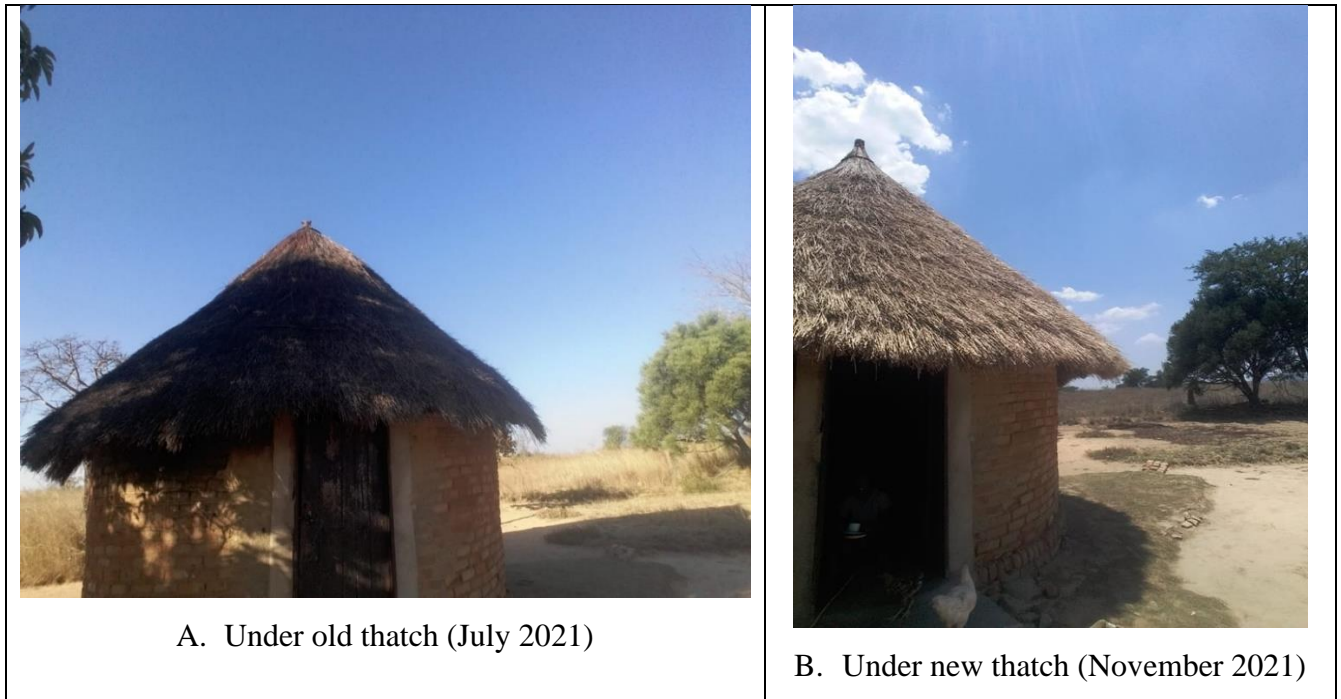 A. Under old thatch (July 2021)
B. Under new thatch (November 2021)